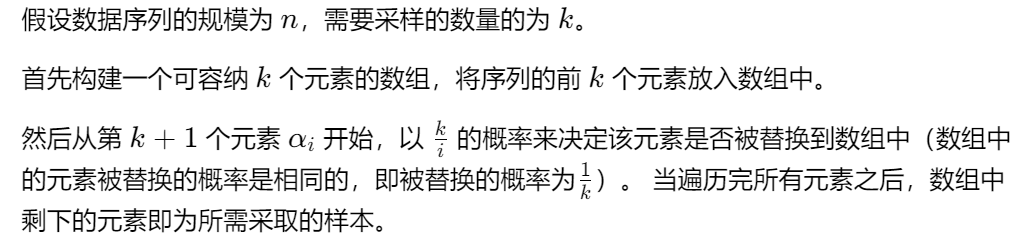 假设数据序列的规模为 n，需要采样的数量的为 k。
首先构建一个可容纳 k 个元素的数组，将序列的前 k 个元素放入数组中。
然后从第 k + 1 个元素 αᵢ 开始，以 k/i 的概率来决定该元素是否被替换到数组中（数组中
的元素被替换的概率是相同的，即被替换的概率为1/k）。 当遍历完所有元素之后，数组中
剩下的元素即为所需采取的样本。